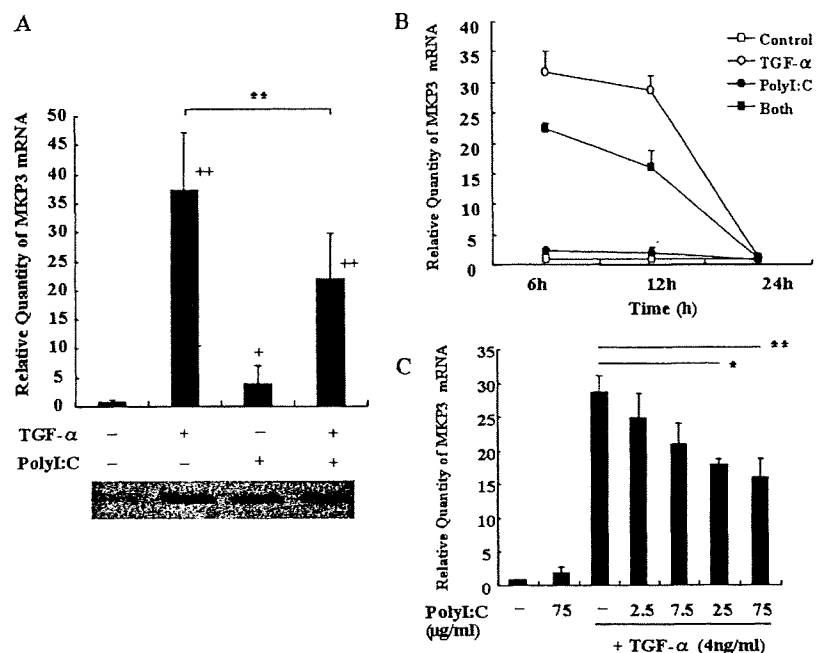 A
Relative Quantity of MKP3 mRNA
50
45
40
35
30
25
20
15
10
5
0
**
++
+
++
TGF-α − + − +
PolyI:C − − + +
B
Relative Quantity of MKP3 mRNA
40
35
30
25
20
15
10
5
0
6h 12h 24h
Time (h)
Control
TGF-α
PolyI:C
Both
C
Relative Quantity of MKP3 mRNA
35
30
25
20
15
10
5
0
**
*
PolyI:C − 75 − 2.5 7.5 25 75
(μg/ml)
+ TGF-α (4ng/ml)